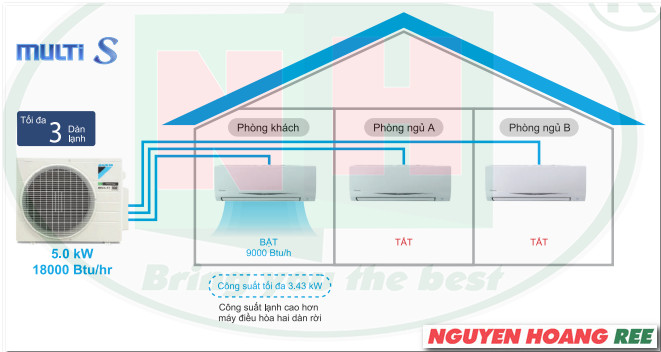 MULTI S
Tối đa
3 Dàn lạnh
5.0 kW
18000 Btu/hr
Phòng khách
Phòng ngủ A
Phòng ngủ B
BẬT
9000 Btu/h
TẮT
TẮT
Công suất tối đa 3,43 kW
Công suất lạnh cao hơn
máy điều hòa hai dàn rời
NH
R
the best
NGUYEN HOANG REE